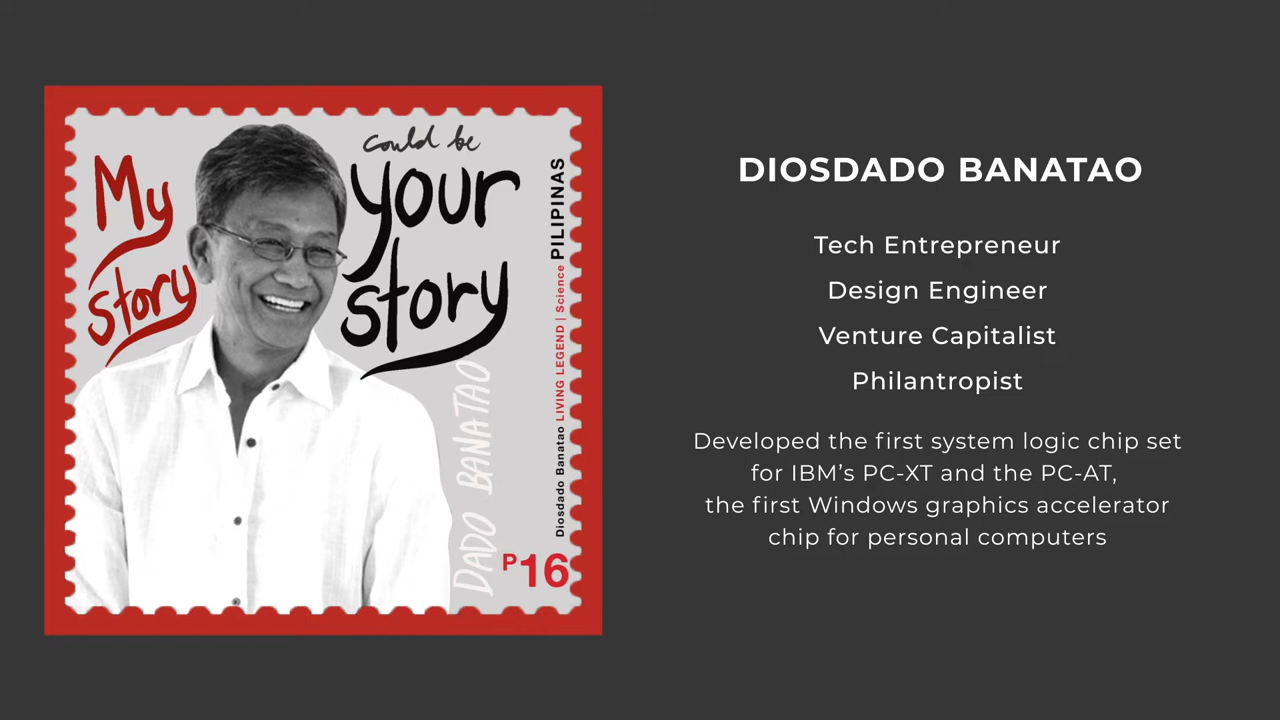 My
story
could be
your
story
PILIPINAS
Diosdado Banatao LIVING LEGEND | Science
DADO BANATAO
P16
DIOSDADO BANATAO
Tech Entrepreneur
Design Engineer
Venture Capitalist
Philantropist
Developed the first system logic chip set
for IBM's PC-XT and the PC-AT,
the first Windows graphics accelerator
chip for personal computers